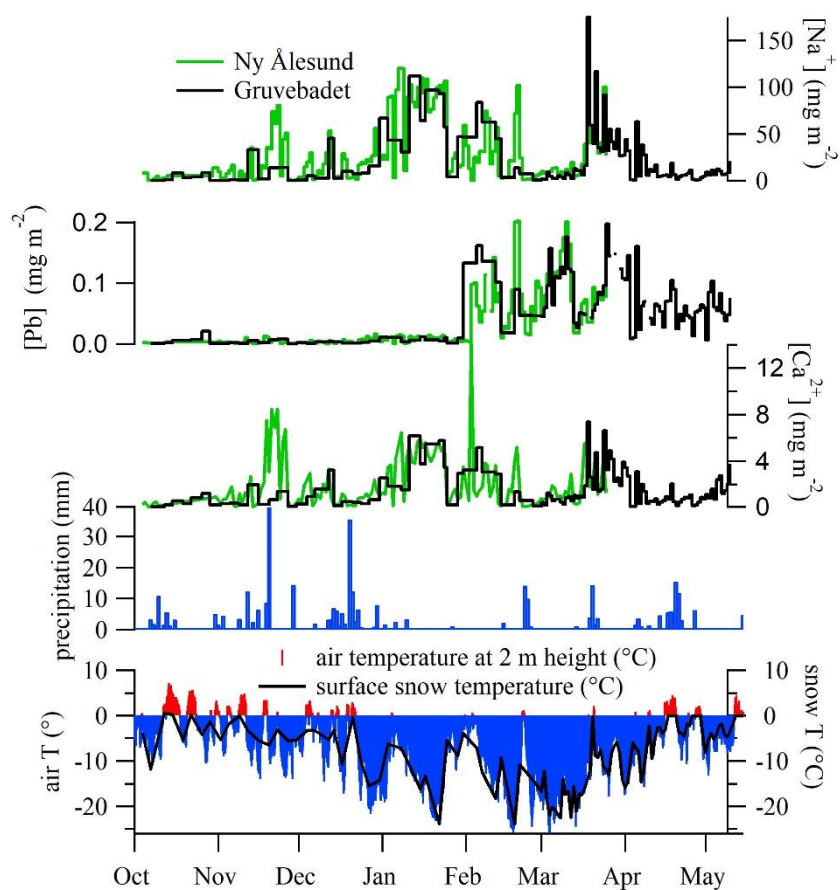 Ny Ålesund
Gruvebadet
[Na⁺]
(mg m⁻²)
150
100
50
0
[Pb] (mg m⁻²)
0.2
0.1
0.0
[Ca²⁺]
(mg m⁻²)
12
8
4
0
precipitation (mm)
40
30
20
10
0
air temperature at 2 m height (°C)
surface snow temperature (°C)
air T (°)
10
0
-10
-20
snow T (°C)
10
0
-10
-20
Oct Nov Dec Jan Feb Mar Apr May